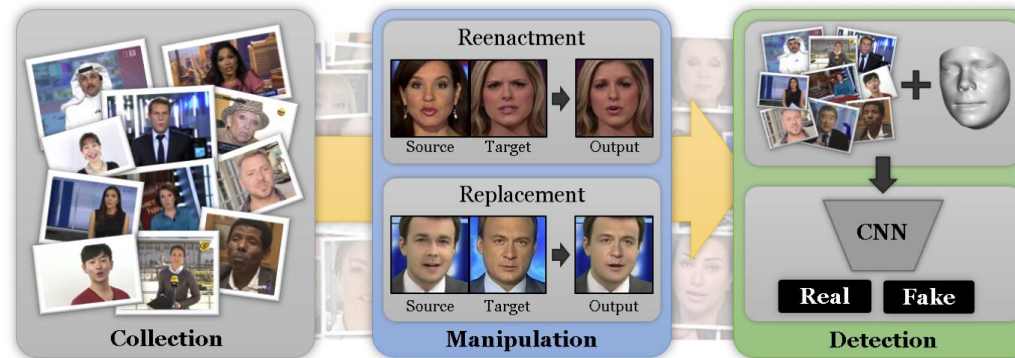 Reenactment
Source Target Output
Replacement
Source Target Output
CNN
Real Fake
Collection Manipulation Detection